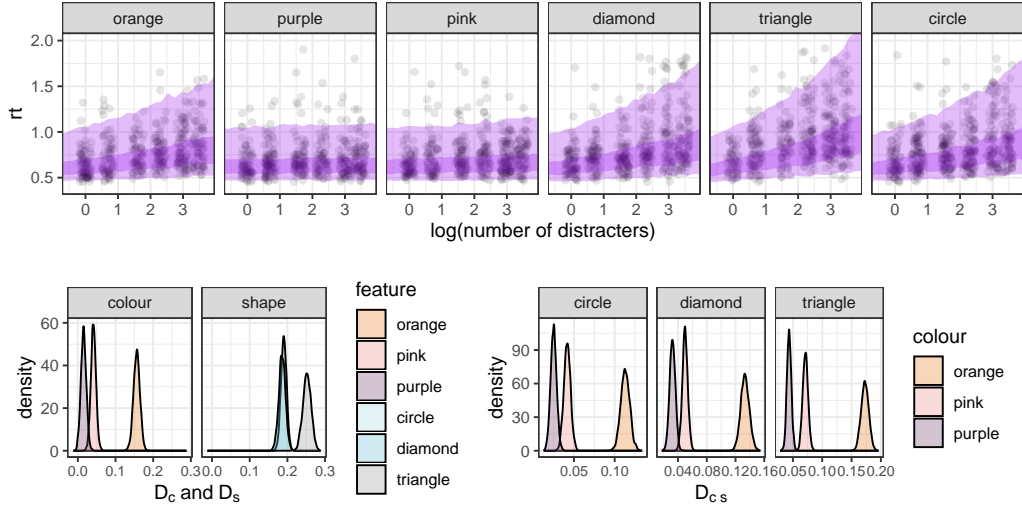 orange purple pink diamond triangle circle
2.0
1.5
1.0
0.5
rt
0 1 2 3 0 1 2 3 0 1 2 3 0 1 2 3 0 1 2 3 0 1 2 3
log(number of distracters)
colour shape
60
40
20
0
density
0.0 0.1 0.2 0.3 0.0 0.1 0.2 0.3
D_c and D_s
feature
orange
pink
purple
circle
diamond
triangle
circle diamond triangle
90
60
30
0
density
0.05 0.10 0.04 0.08 0.12 0.16 0.05 0.10 0.15 0.20
D_c s
colour
orange
pink
purple